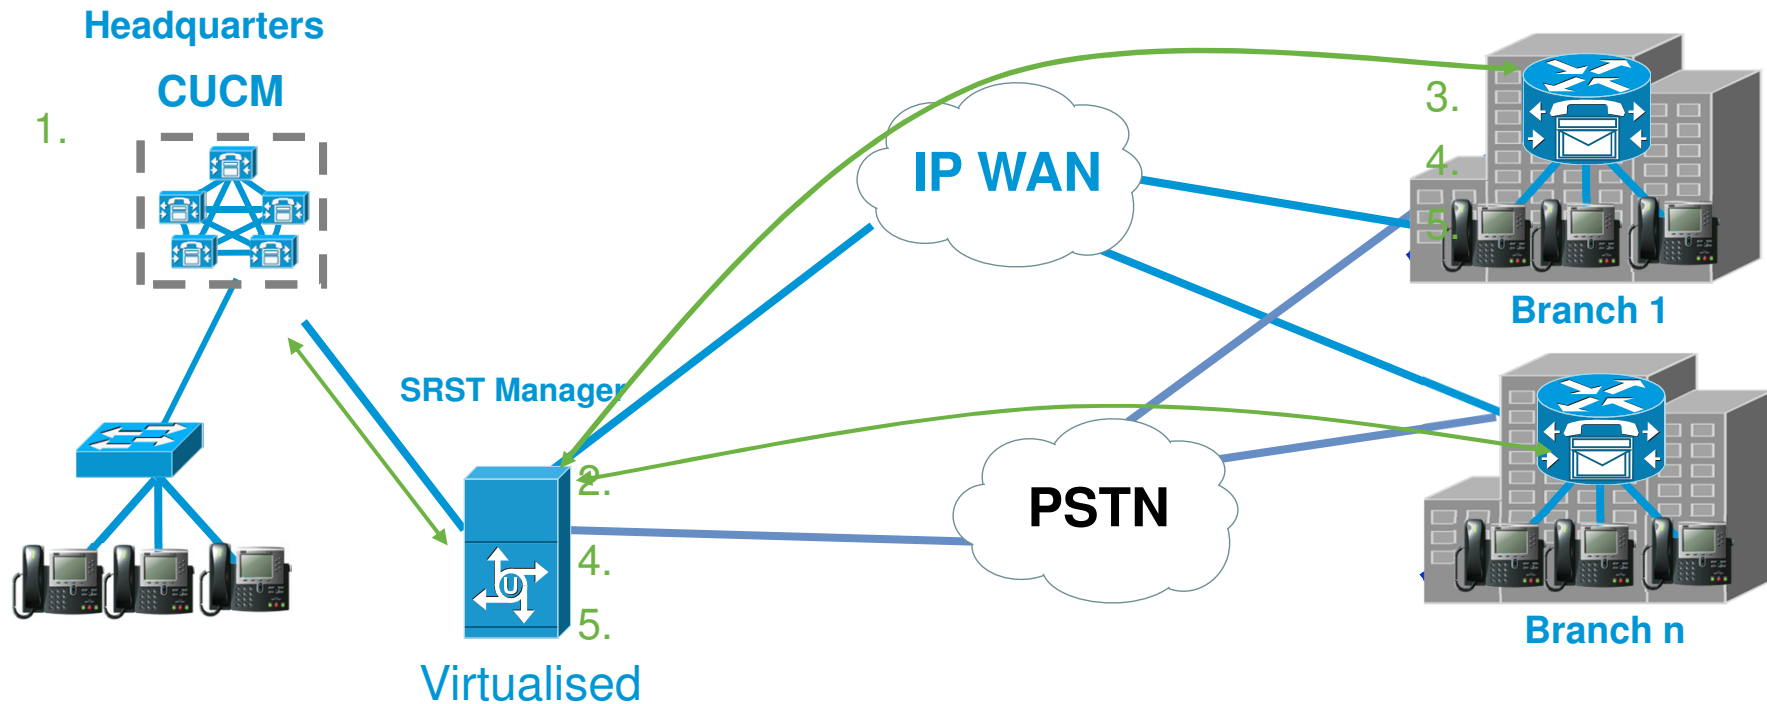 Headquarters
CUCM
1.
IP WAN
3.
4.
5.
Branch 1
SRST Manager
2.
4.
5.
PSTN
U
Virtualised
Branch n